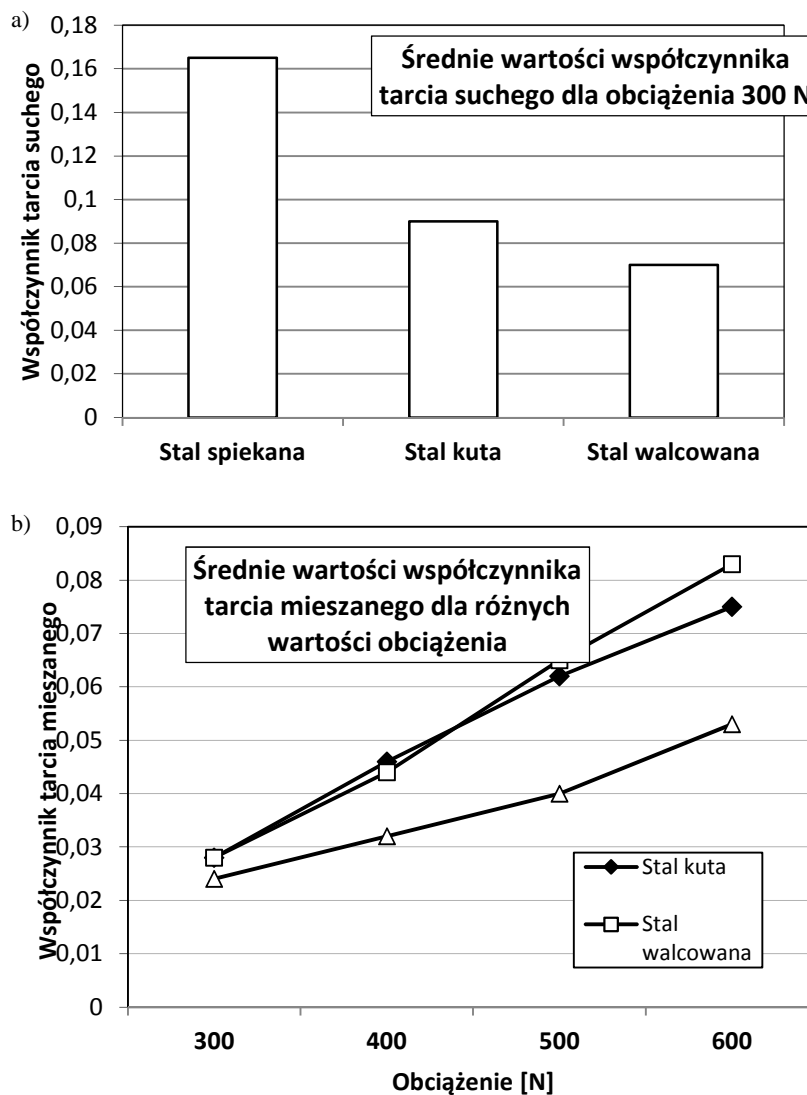 a)
Współczynnik tarcia suchego
0,18
0,16
0,14
0,12
0,1
0,08
0,06
0,04
0,02
0
Średnie wartości współczynnika
tarcia suchego dla obciążenia 300 N
Stal spiekana Stal kuta Stal walcowana
b)
Współczynnik tarcia mieszanego
0,09
0,08
0,07
0,06
0,05
0,04
0,03
0,02
0,01
0
Średnie wartości współczynnika
tarcia mieszanego dla różnych
wartości obciążenia
Stal kuta
Stal
walcowana
300 400 500 600
Obciążenie [N]